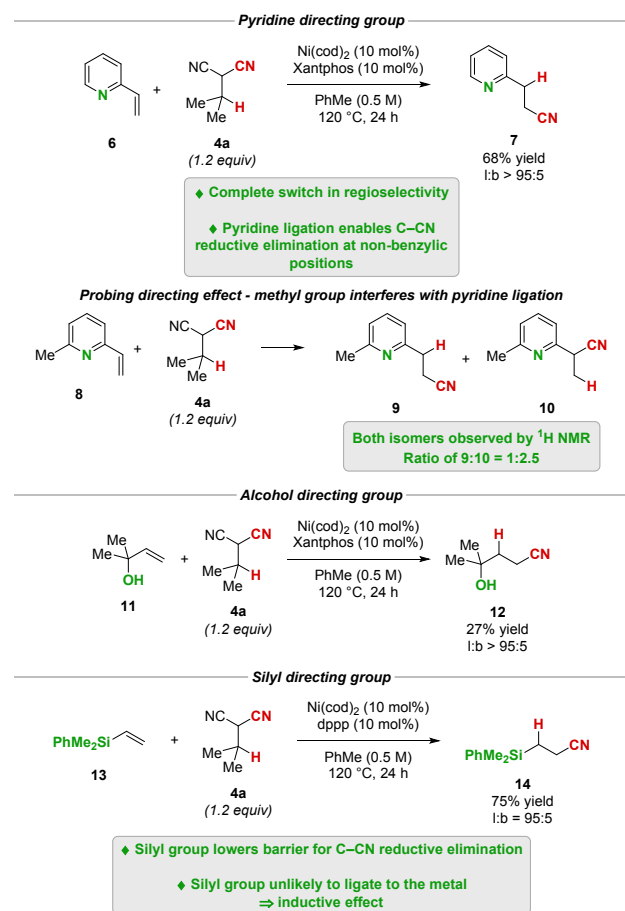 Pyridine directing group
N
6
+
NC
CN
Me
Me
H
4a
(1.2 equiv)
Ni(cod)2 (10 mol%)
Xantphos (10 mol%)
PhMe (0.5 M)
120 °C, 24 h
N
H
CN
7
68% yield
l:b > 95:5
♦ Complete switch in regioselectivity
♦ Pyridine ligation enables C–CN
reductive elimination at non-benzylic
positions
Probing directing effect - methyl group interferes with pyridine ligation
Me
N
8
+
NC
CN
Me
Me
H
4a
(1.2 equiv)
Me
N
H
CN
9
+
Me
N
CN
Me
H
10
Both isomers observed by 1H NMR
Ratio of 9:10 = 1:2.5
Alcohol directing group
Me
Me
OH
11
+
NC
CN
Me
Me
H
4a
(1.2 equiv)
Ni(cod)2 (10 mol%)
Xantphos (10 mol%)
PhMe (0.5 M)
120 °C, 24 h
Me
Me
OH
H
CN
12
27% yield
l:b > 95:5
Silyl directing group
PhMe2Si
13
+
NC
CN
Me
Me
H
4a
(1.2 equiv)
Ni(cod)2 (10 mol%)
dppp (10 mol%)
PhMe (0.5 M)
120 °C, 24 h
PhMe2Si
H
CN
14
75% yield
l:b = 95:5
♦ Silyl group lowers barrier for C–CN reductive elimination
♦ Silyl group unlikely to ligate to the metal
⇒ inductive effect